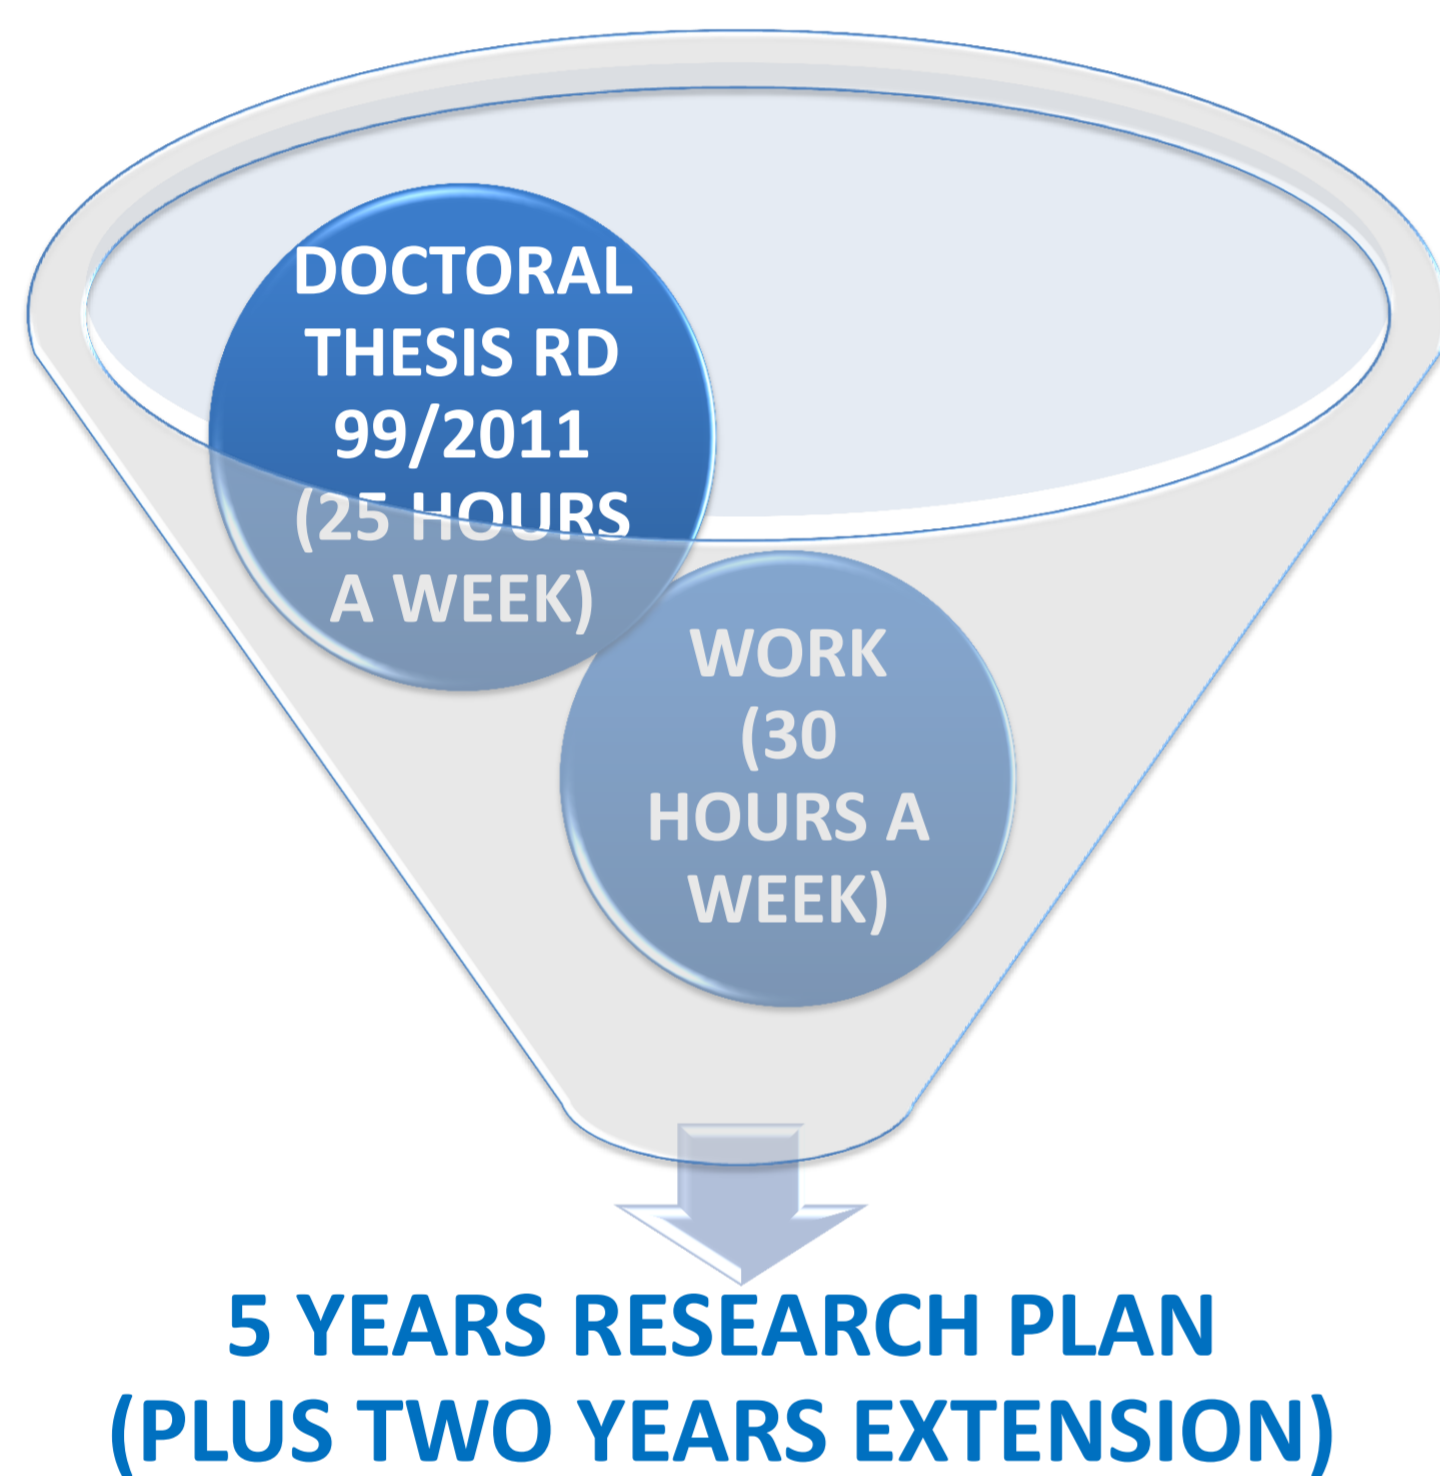 DOCTORAL
THESIS RD
99/2011
(25 HOURS
A WEEK)
WORK
(30
HOURS A
WEEK)
5 YEARS RESEARCH PLAN
(PLUS TWO YEARS EXTENSION)